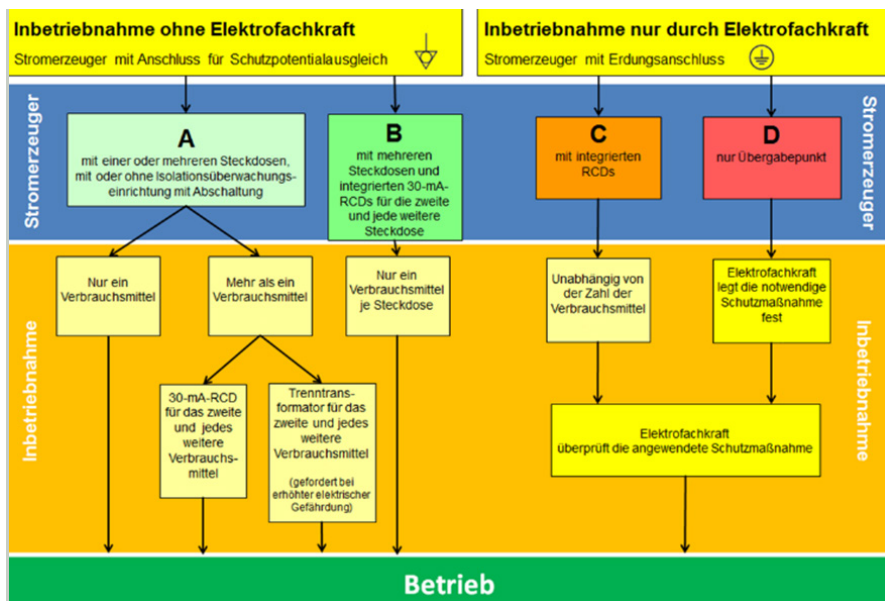 Inbetriebnahme ohne Elektrofachkraft
Stromerzeuger mit Anschluss für Schutzpotentialausgleich
Inbetriebnahme nur durch Elektrofachkraft
Stromerzeuger mit Erdungsanschluss
Stromerzeuger
A
mit einer oder mehreren Steckdosen,
mit oder ohne Isolationsüberwachungs-
einrichtung mit Abschaltung
B
mit mehreren
Steckdosen und
integrierten 30-mA-
RCDs für die zweite
und jede weitere
Steckdose
C
mit integrierten
RCDs
D
nur Übergabepunkt
Stromerzeuger
Inbetriebnahme
Nur ein
Verbrauchsmittel
Mehr als ein
Verbrauchsmittel
Nur ein
Verbrauchsmittel
je Steckdose
Unabhängig von
der Zahl der
Verbrauchsmittel
Elektrofachkraft
legt die notwendige
Schutzmaßnahme
fest
Inbetriebnahme
30-mA-RCD
für das zweite
und jedes
weitere
Verbrauchs-
mittel
Trenntrans-
formator für das
zweite und jedes
weitere
Verbrauchsmittel
(gefordert bei
erhöhter elektrischer
Gefährdung)
Elektrofachkraft
überprüft die angewendete Schutzmaßnahme
Betrieb